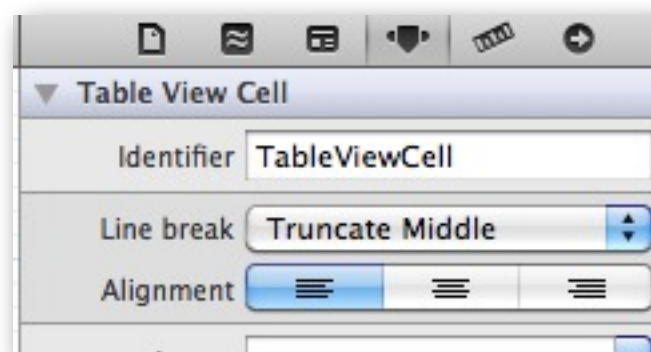 Table View Cell
Identifier TableViewCell
Line break Truncate Middle
Alignment